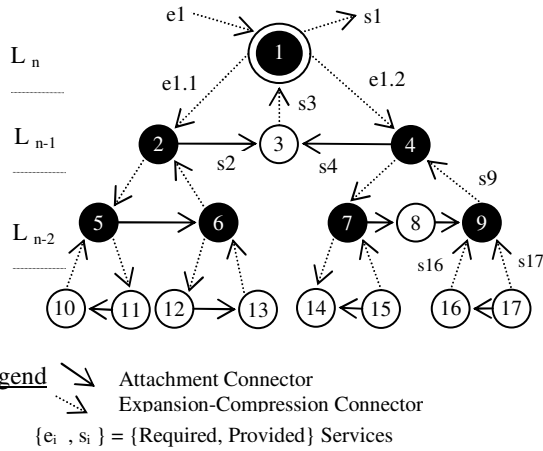 e1
s1
1
L n
e1.1
e1.2
s3
L n-1
2
3
4
s2
s4
s9
L n-2
5
6
7
8
9
s16
s17
10
11
12
13
14
15
16
17
gend
Attachment Connector
Expansion-Compression Connector
{ei , si } = {Required, Provided} Services